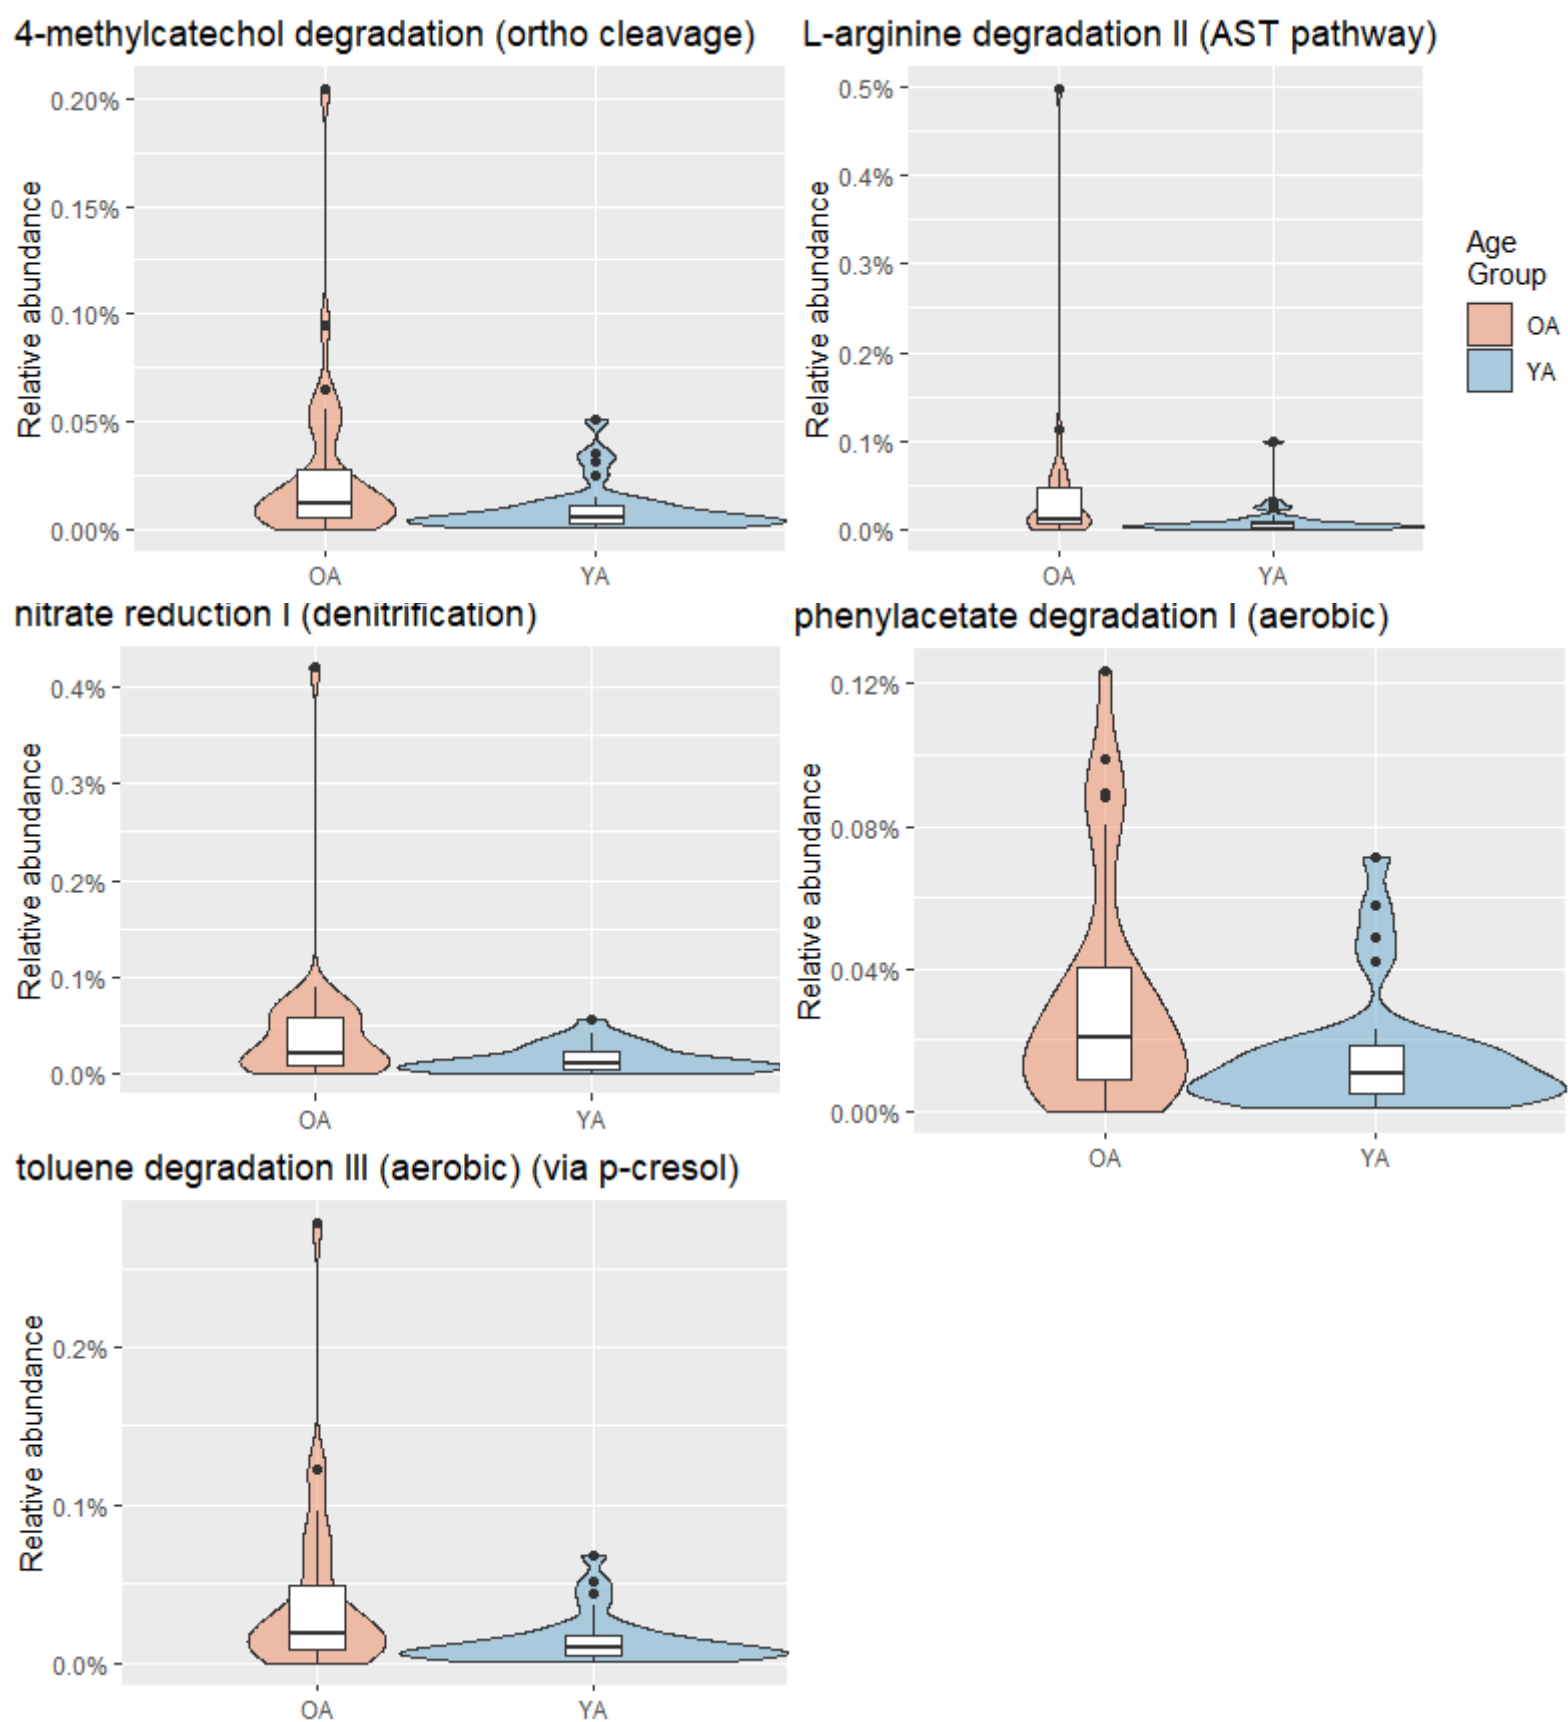 4-methylcatechol degradation (ortho cleavage)
Relative abundance
0.20%
0.15%
0.10%
0.05%
0.00%
OA YA
L-arginine degradation II (AST pathway)
Relative abundance
0.5%
0.4%
0.3%
0.2%
0.1%
0.0%
OA YA
Age
Group
OA
YA
nitrate reduction I (denitrification)
Relative abundance
0.4%
0.3%
0.2%
0.1%
0.0%
OA YA
phenylacetate degradation I (aerobic)
Relative abundance
0.12%
0.08%
0.04%
0.00%
OA YA
toluene degradation III (aerobic) (via p-cresol)
Relative abundance
0.2%
0.1%
0.0%
OA YA